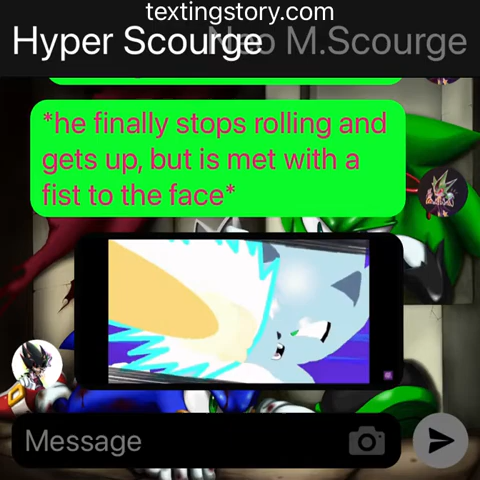 textingstory.com
Hyper Scourge
Neo M.Scourge
*he finally stops rolling and
gets up, but is met with a
fist to the face*
Message